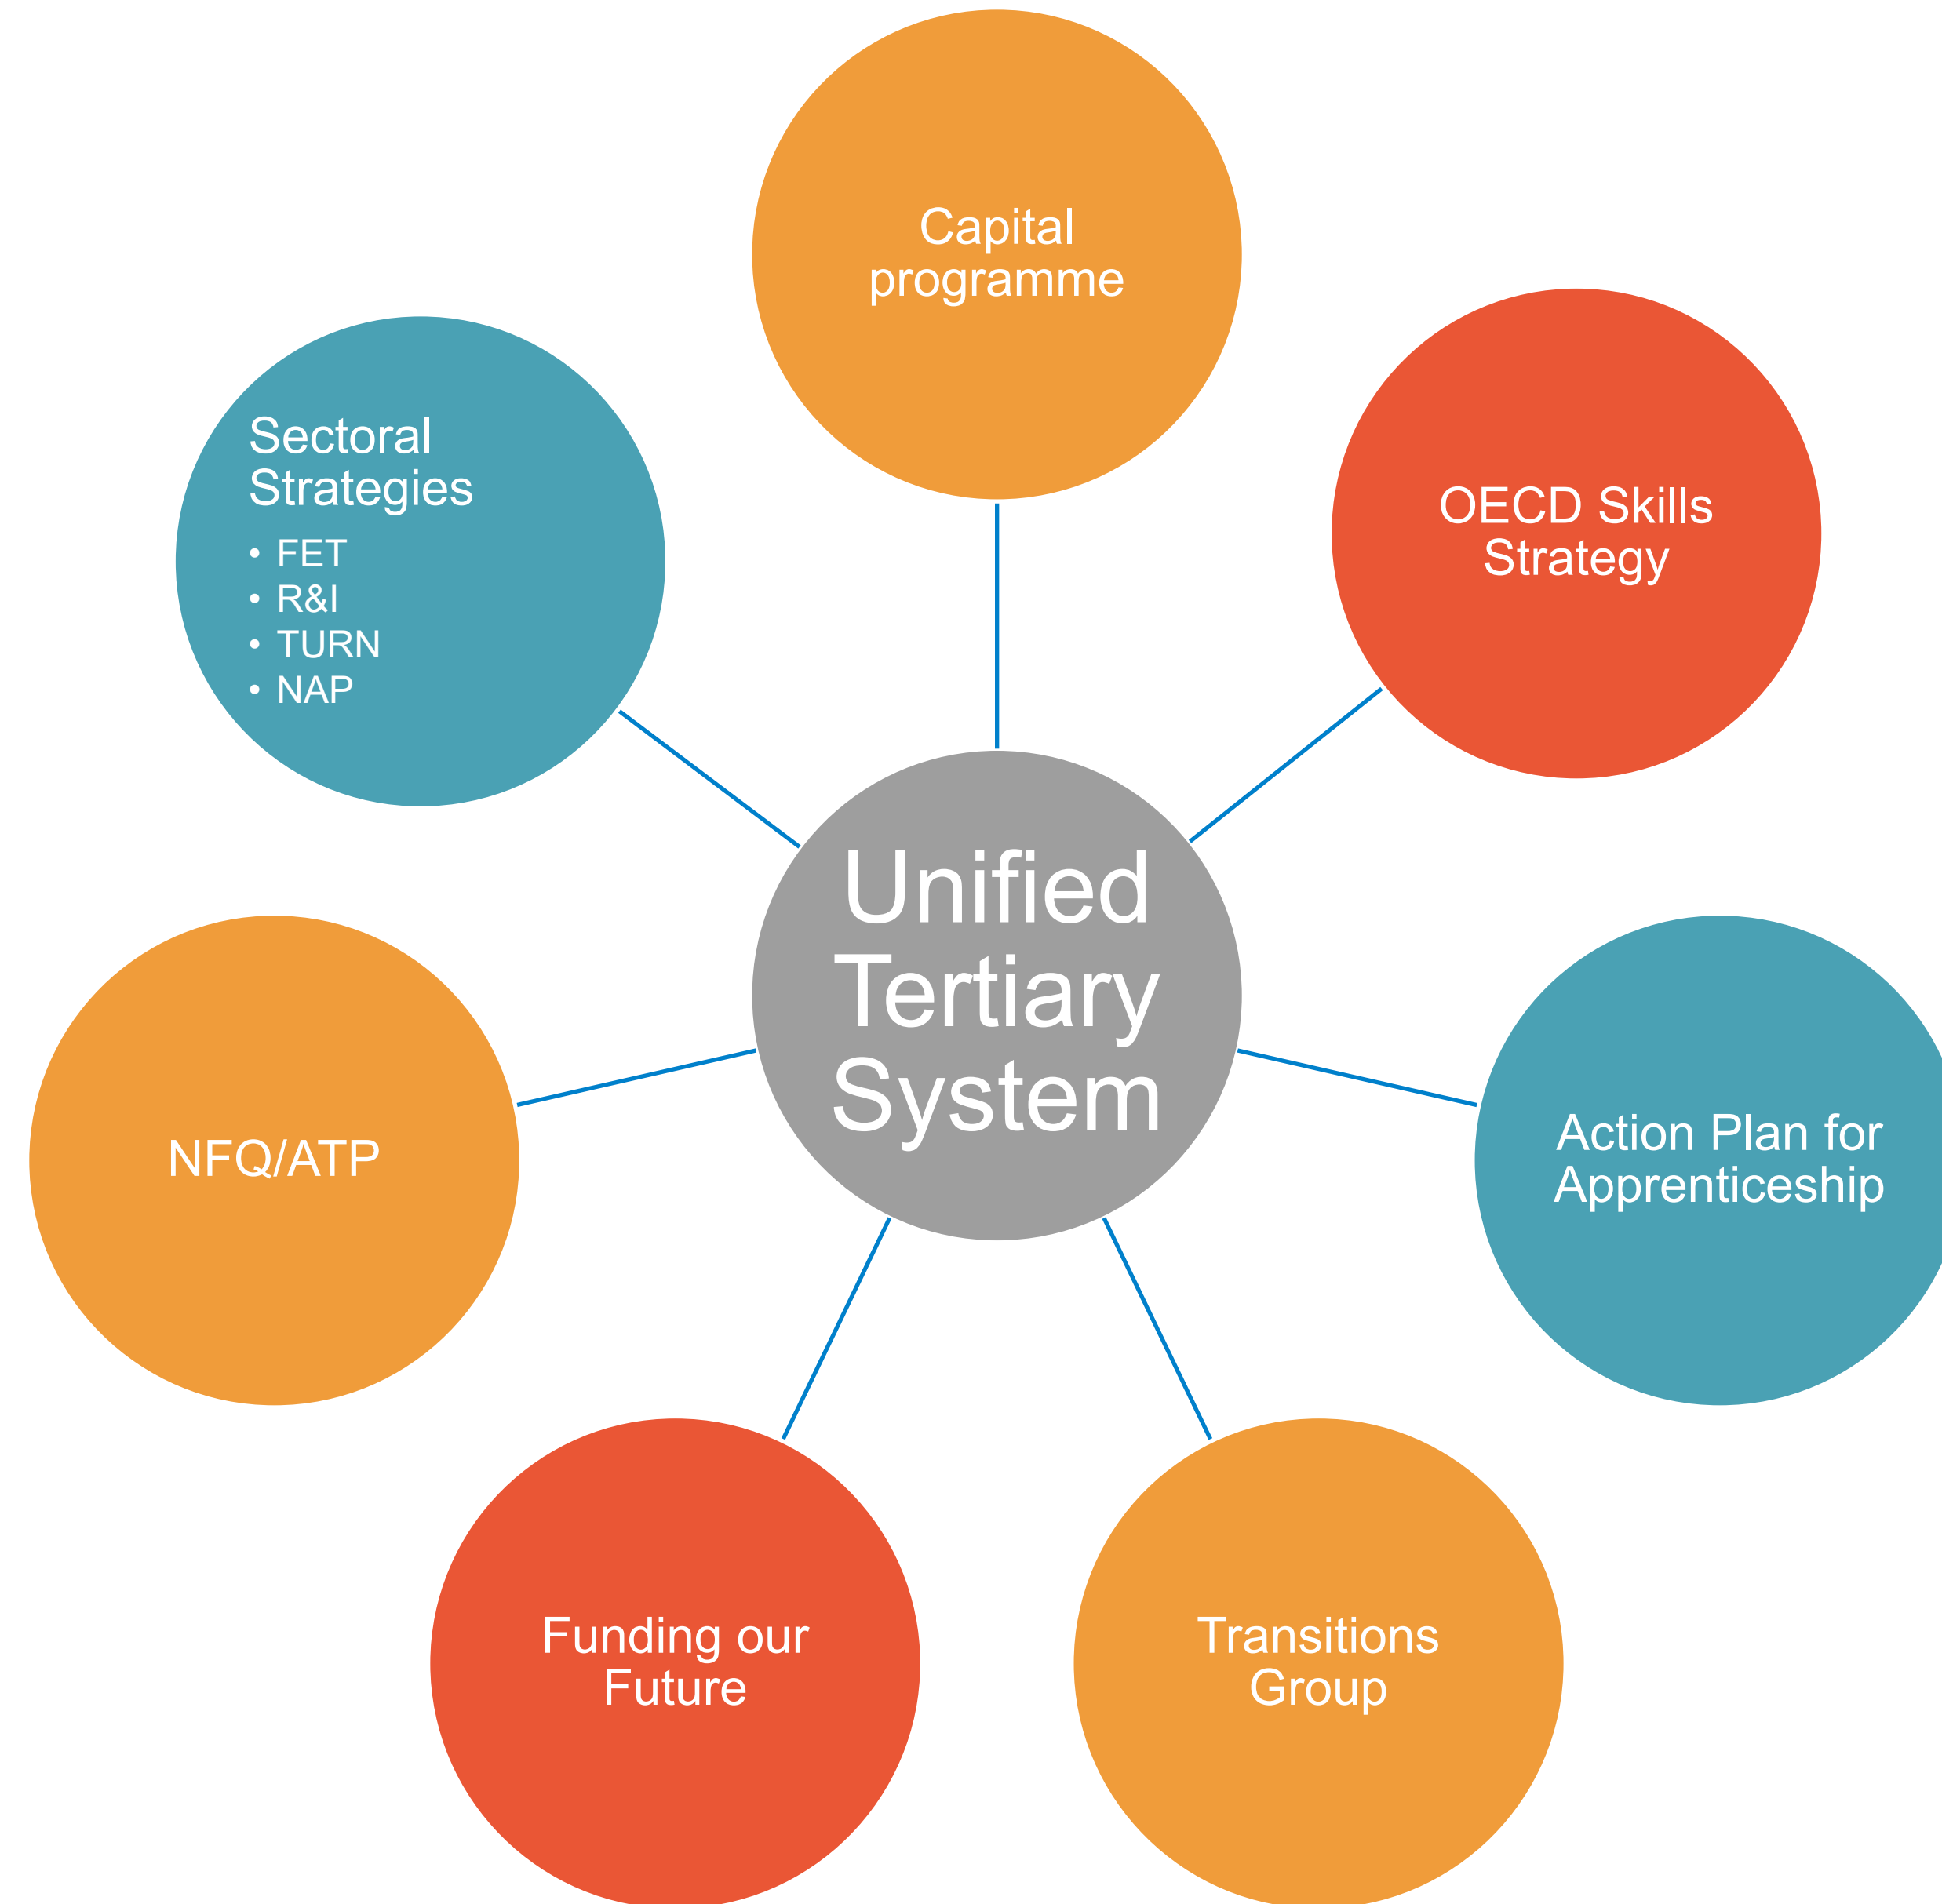 Capital
programme
OECD Skills
Strategy
Action Plan for
Apprenticeship
Transitions
Group
Funding our
Future
NFQ/ATP
Sectoral
Strategies
• FET
• R&I
• TURN
• NAP
Unified
Tertiary
System